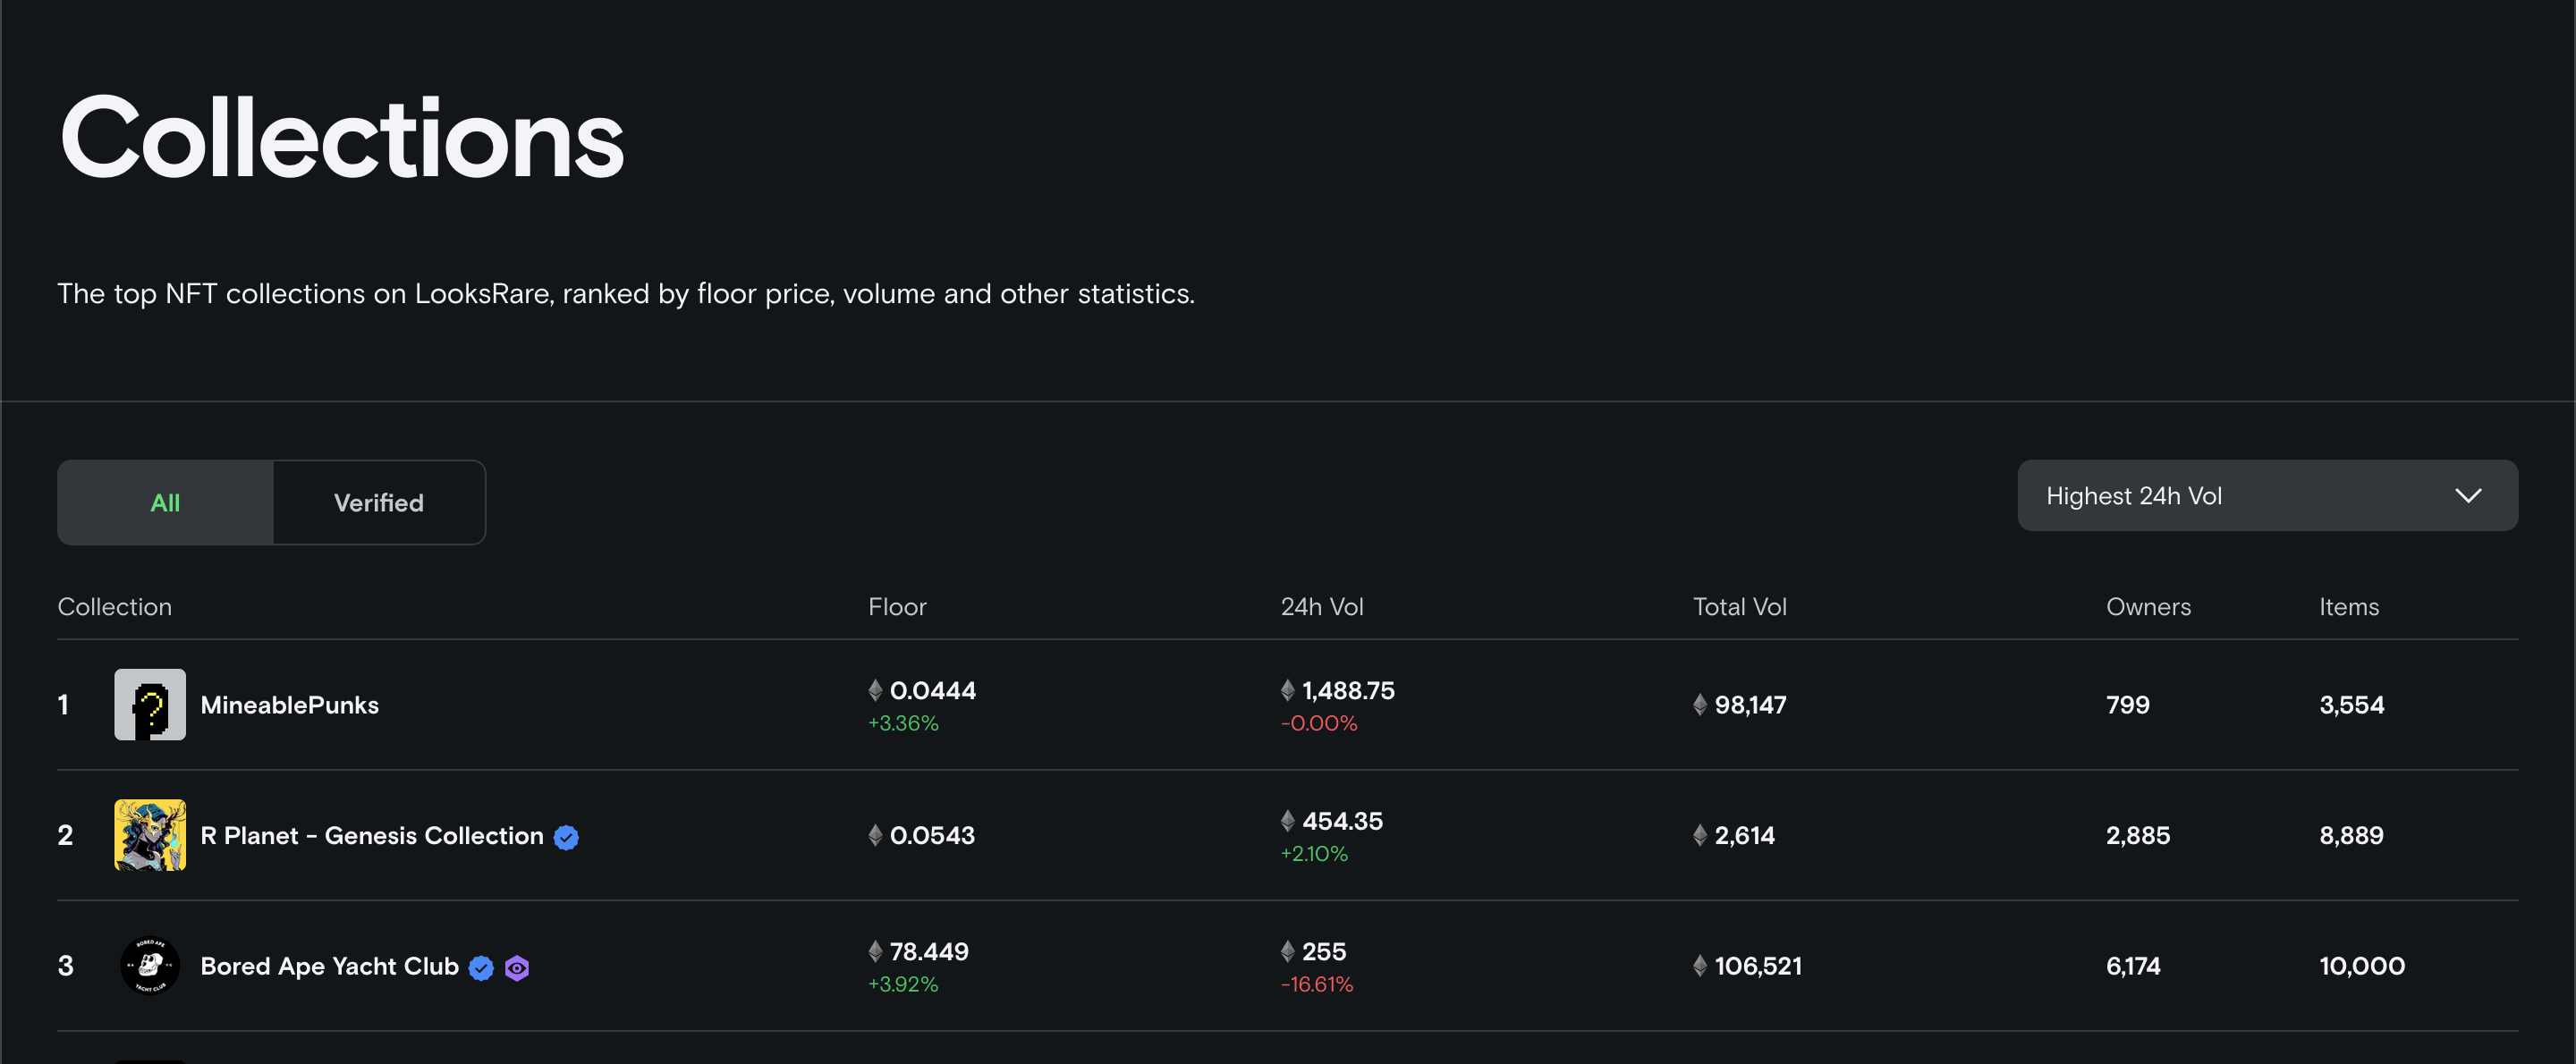 Collections
The top NFT collections on LooksRare, ranked by floor price, volume and other statistics.
All
Verified
Highest 24h Vol
Collection
Floor
24h Vol
Total Vol
Owners
Items
1
MineablePunks
0.0444
+3.36%
1,488.75
-0.00%
98,147
799
3,554
2
R Planet - Genesis Collection
0.0543
454.35
+2.10%
2,614
2,885
8,889
3
BORED APE
YACHT CLUB
Bored Ape Yacht Club
78.449
+3.92%
255
-16.61%
106,521
6,174
10,000